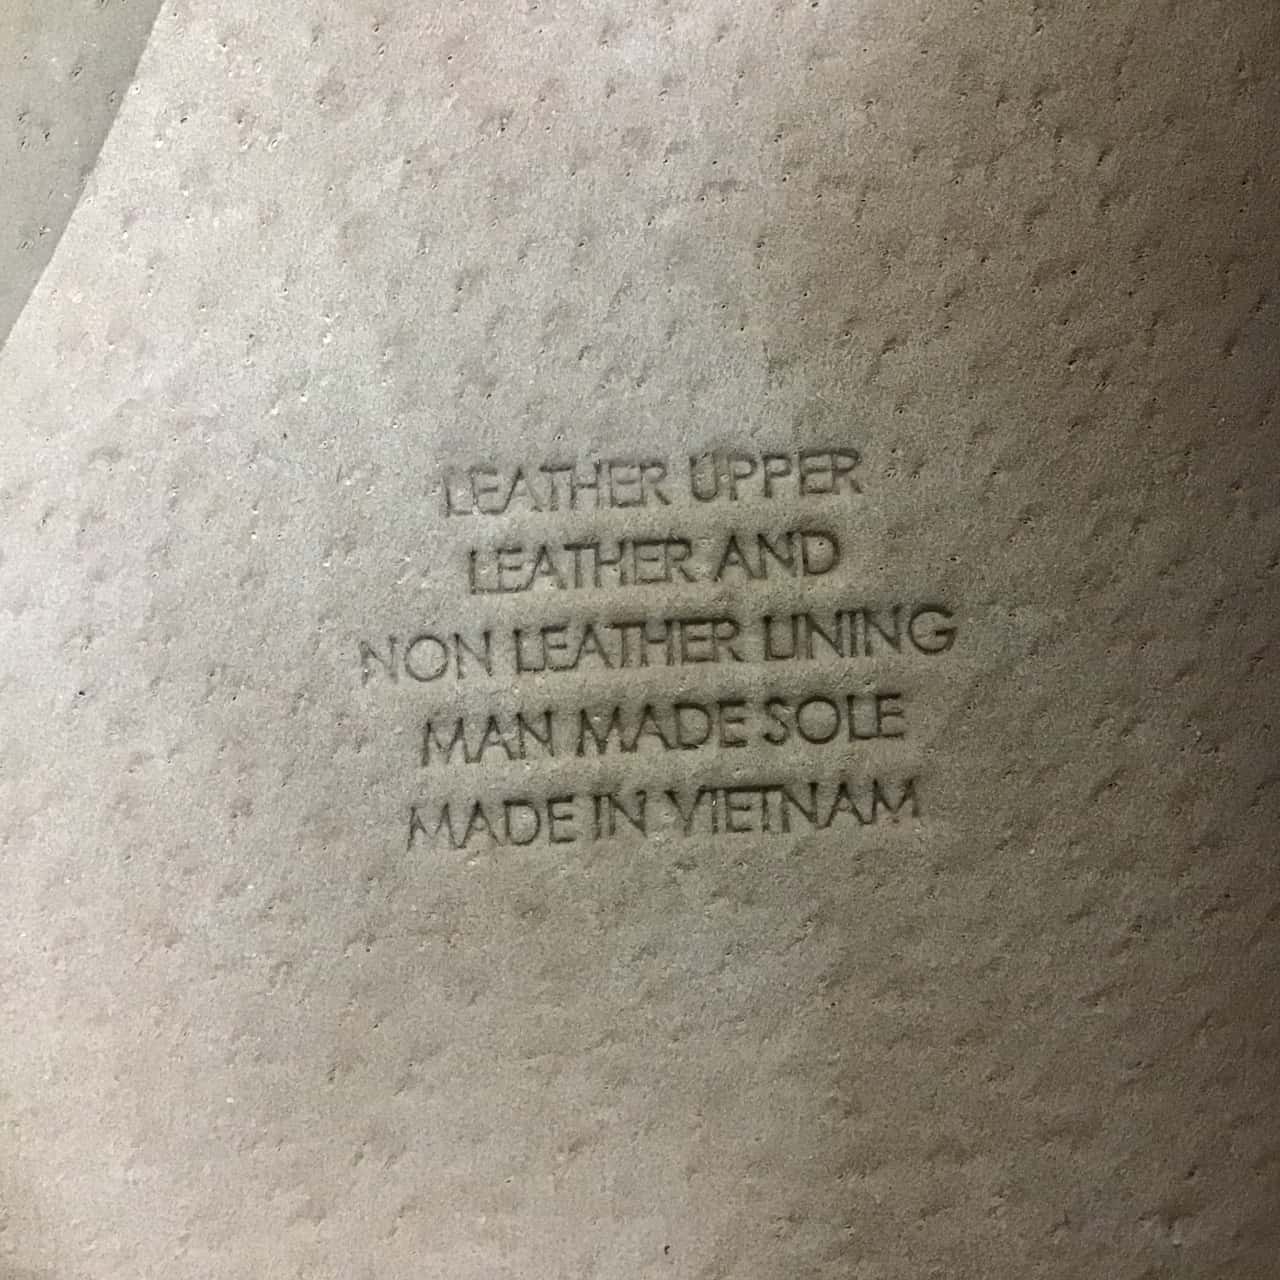 LEATHER UPPER
LEATHER AND
NON LEATHER LINING
MAN MADE SOLE
MADE IN VIETNAM